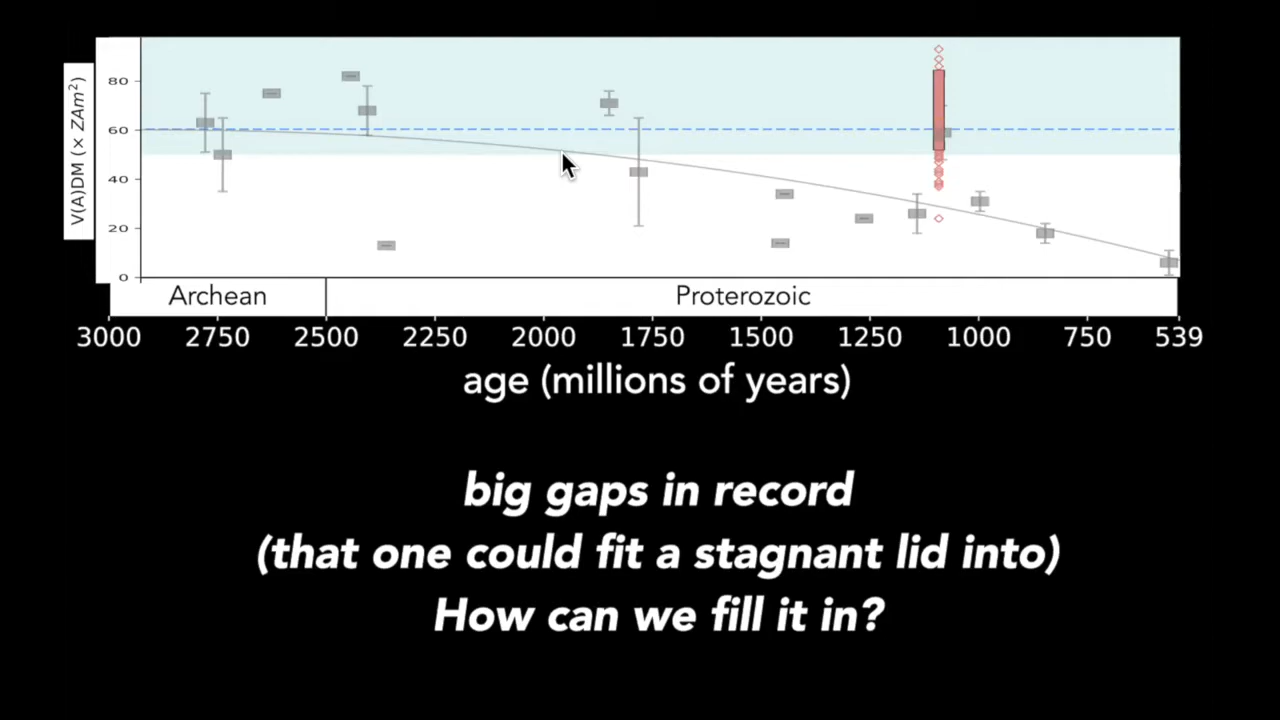 V(A)DM (× ZAm²)
80
60
40
20
0
Archean
Proterozoic
3000 2750 2500 2250 2000 1750 1500 1250 1000 750 539
age (millions of years)
big gaps in record
(that one could fit a stagnant lid into)
How can we fill it in?